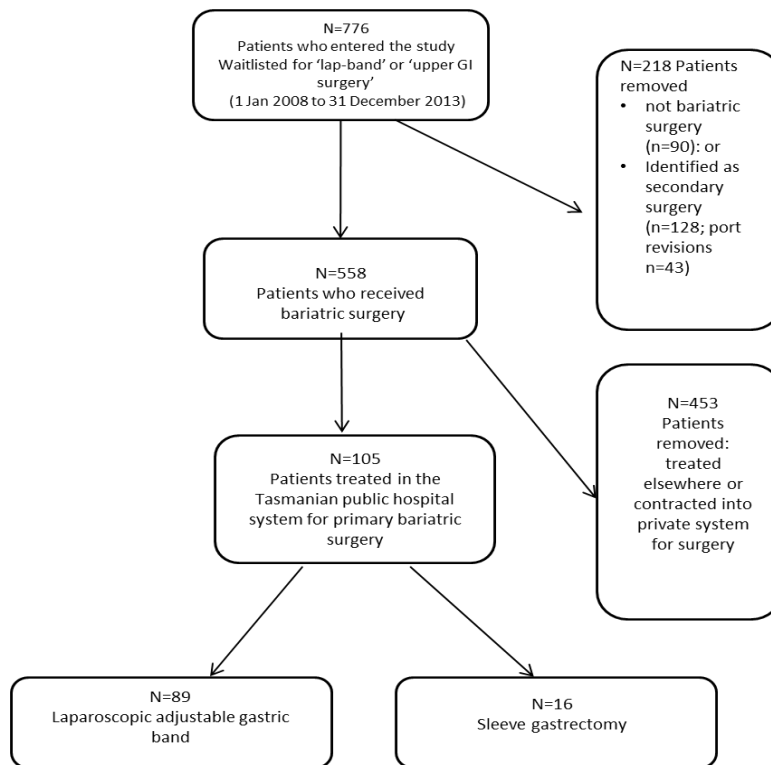 N=776
Patients who entered the study
Waitlisted for ‘lap-band’ or ‘upper GI
surgery’
(1 Jan 2008 to 31 December 2013)
N=218 Patients
removed
• not bariatric
surgery
(n=90): or
• Identified as
secondary
surgery
(n=128; port
revisions
n=43)
N=558
Patients who received
bariatric surgery
N=453
Patients
removed:
treated
elsewhere or
contracted into
private system
for surgery
N=105
Patients treated in the
Tasmanian public hospital
system for primary bariatric
surgery
N=89
Laparoscopic adjustable gastric
band
N=16
Sleeve gastrectomy